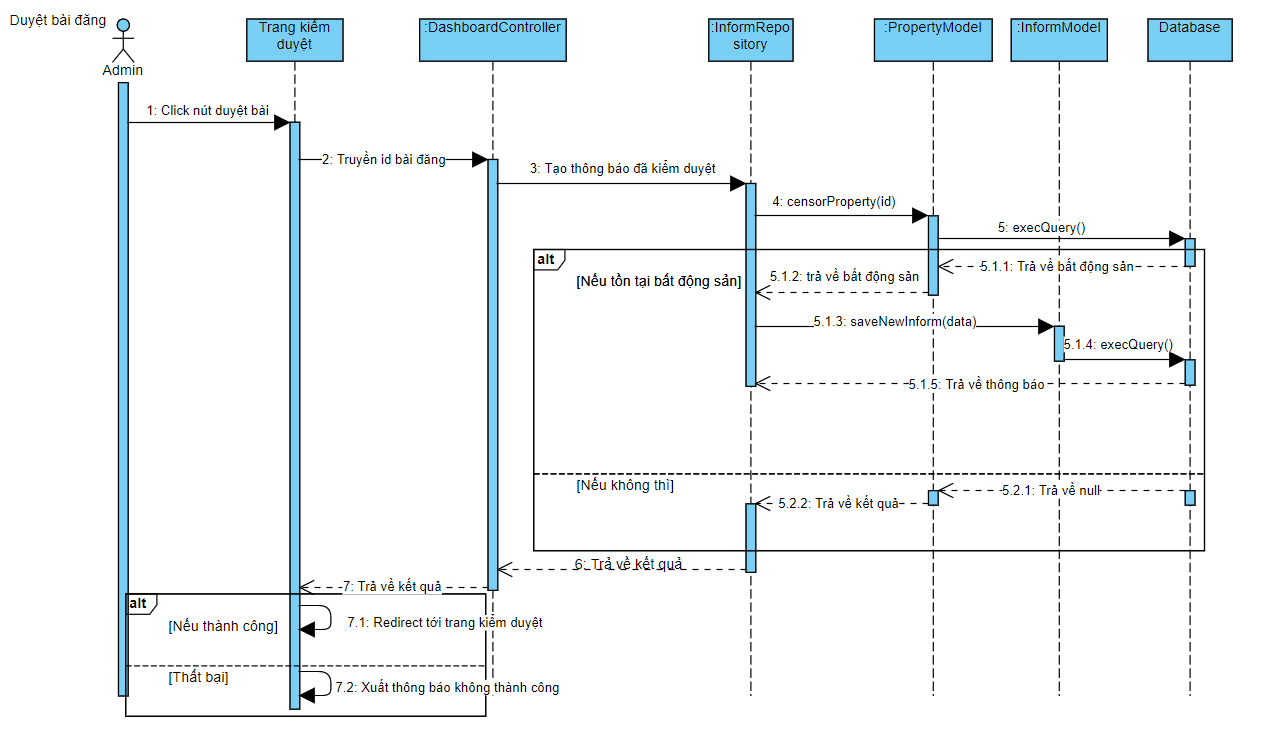 Duyệt bài đăng
Admin
Trang kiểm
duyệt
:DashboardController
:InformRepo
sitory
:PropertyModel
:InformModel
Database
1: Click nút duyệt bài
2: Truyền id bài đăng
3: Tạo thông báo đã kiểm duyệt
4: censorProperty(id)
5: execQuery()
alt
[Nếu tồn tại bất động sản]
5.1.1: Trả về bất động sản
5.1.2: trả về bất động sản
5.1.3: saveNewInform(data)
5.1.4: execQuery()
5.1.5: Trả về thông báo
[Nếu không thì]
5.2.1: Trả về null
5.2.2: Trả về kết quả
6: Trả về kết quả
7: Trả về kết quả
alt
[Nếu thành công]
7.1: Redirect tới trang kiểm duyệt
[Thất bại]
7.2: Xuất thông báo không thành công